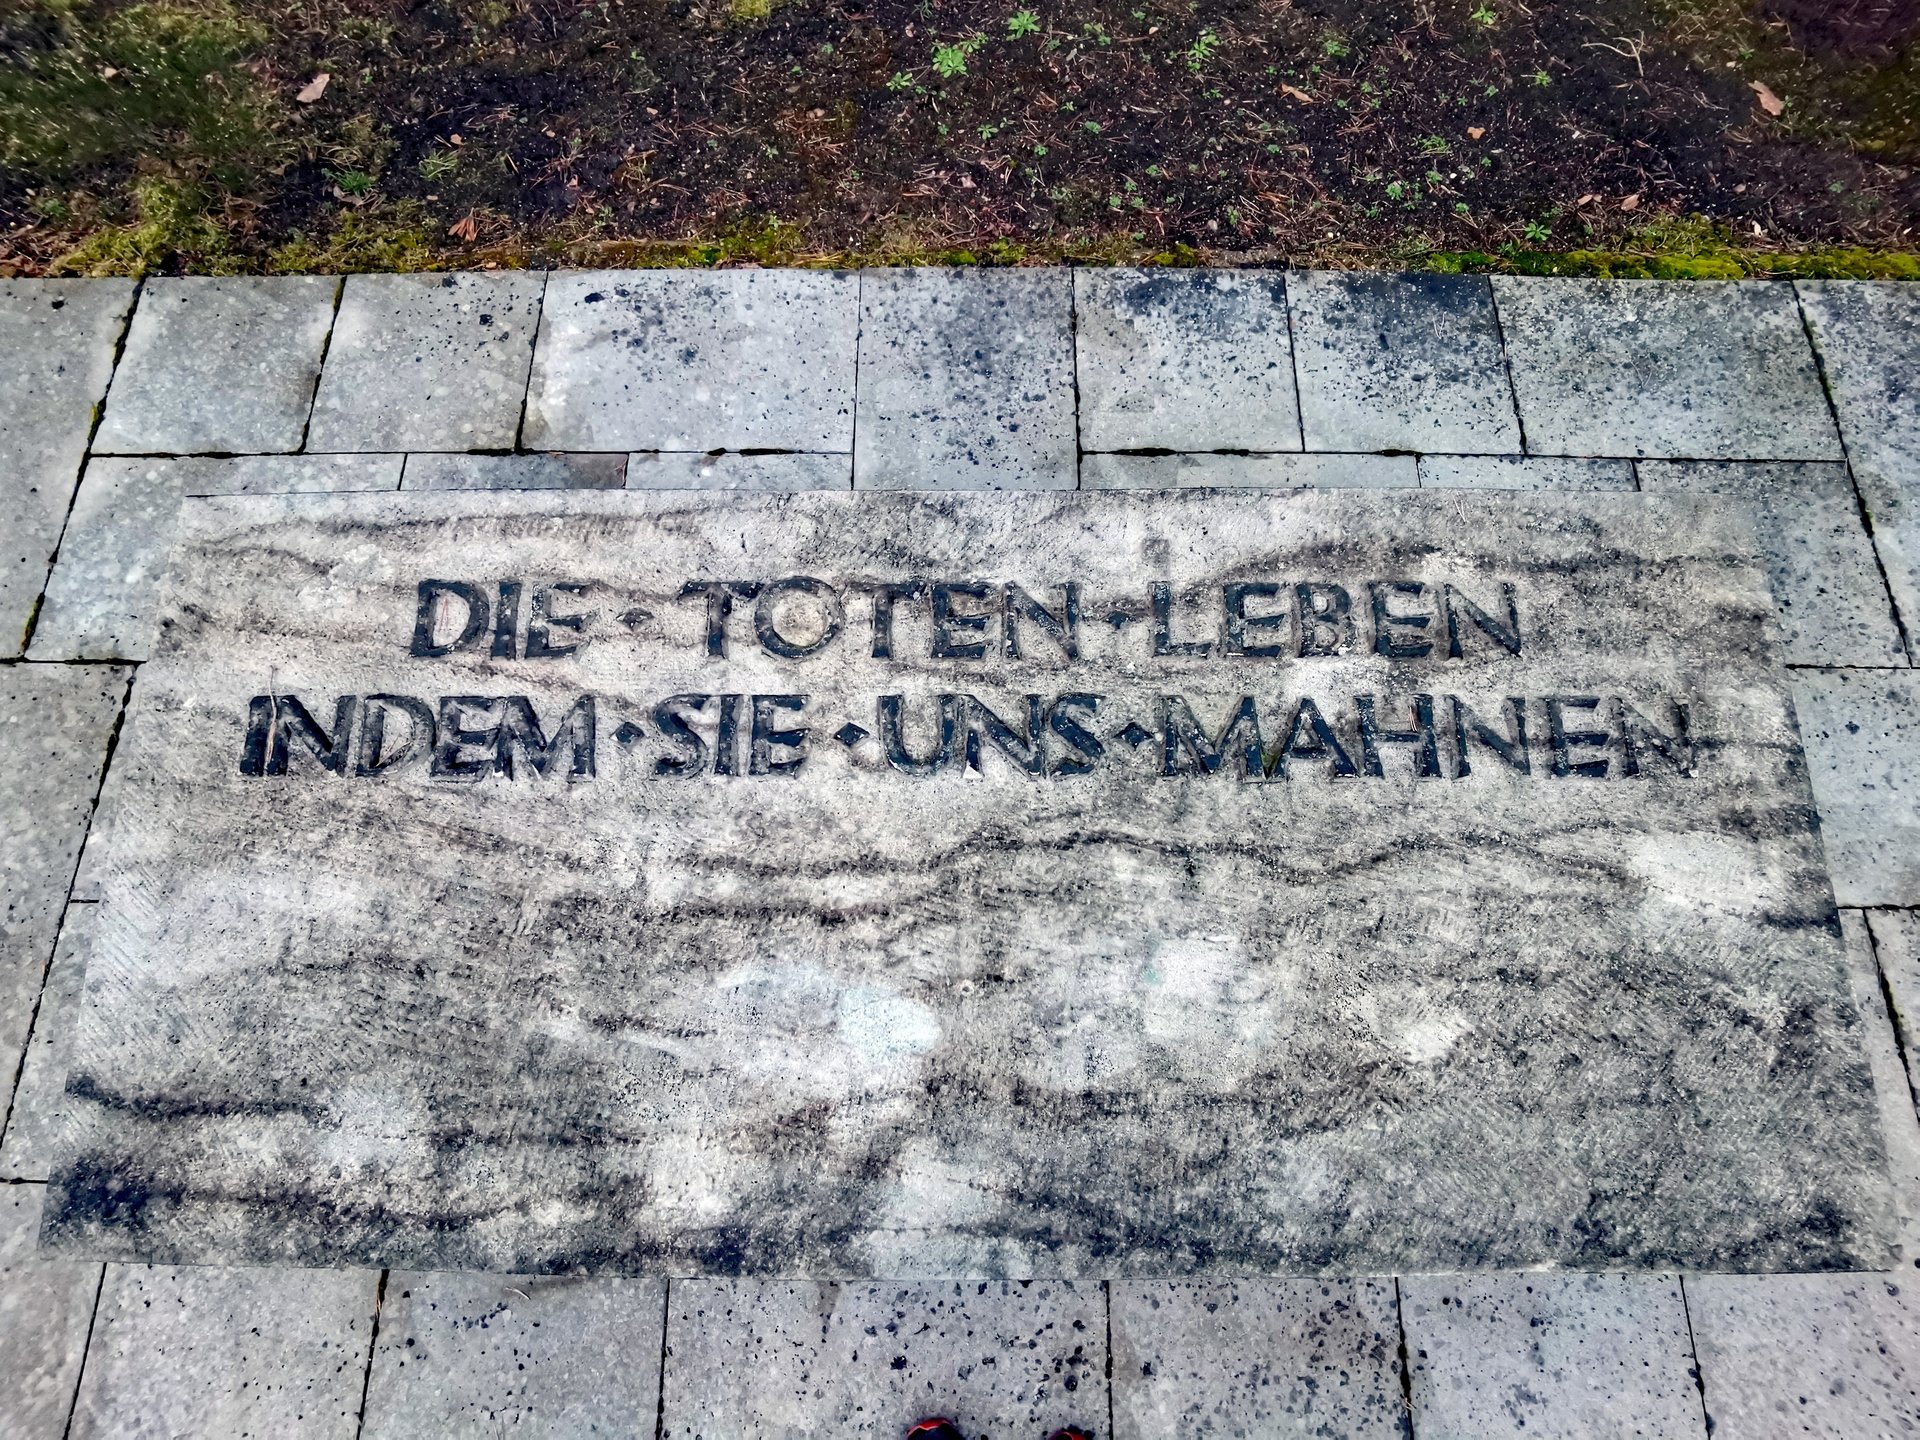 DIE · TOTEN · LEBEN
INDEM · SIE · UNS · MAHNEN